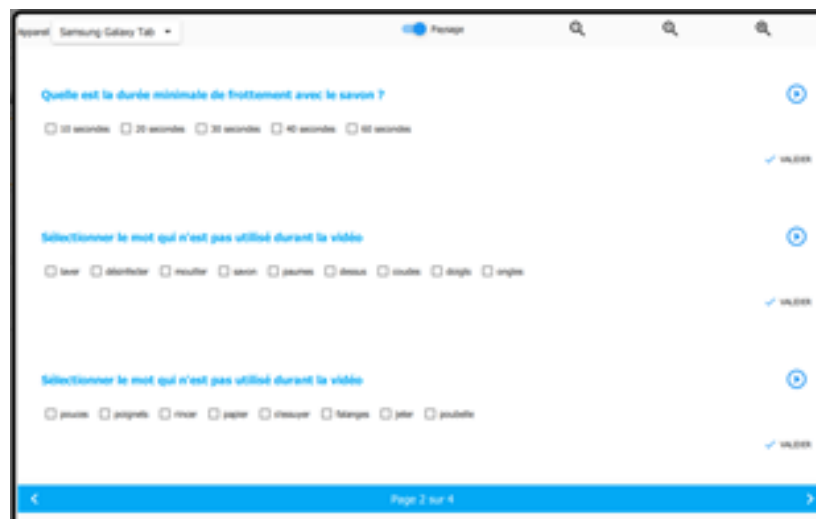 Appareil Samsung Galaxy Tab Paysage
Quelle est la durée minimale de frottement avec le savon ?
10 secondes 20 secondes 30 secondes 40 secondes 60 secondes
VALIDER
Sélectionner le mot qui n'est pas utilisé durant la vidéo
laver désinfecter mouiller savon paumes dessus coudes doigts ongles
VALIDER
Sélectionner le mot qui n'est pas utilisé durant la vidéo
pouces poignets rincer papier s'essuyer falanges jeter poubelle
VALIDER
Page 2 sur 4